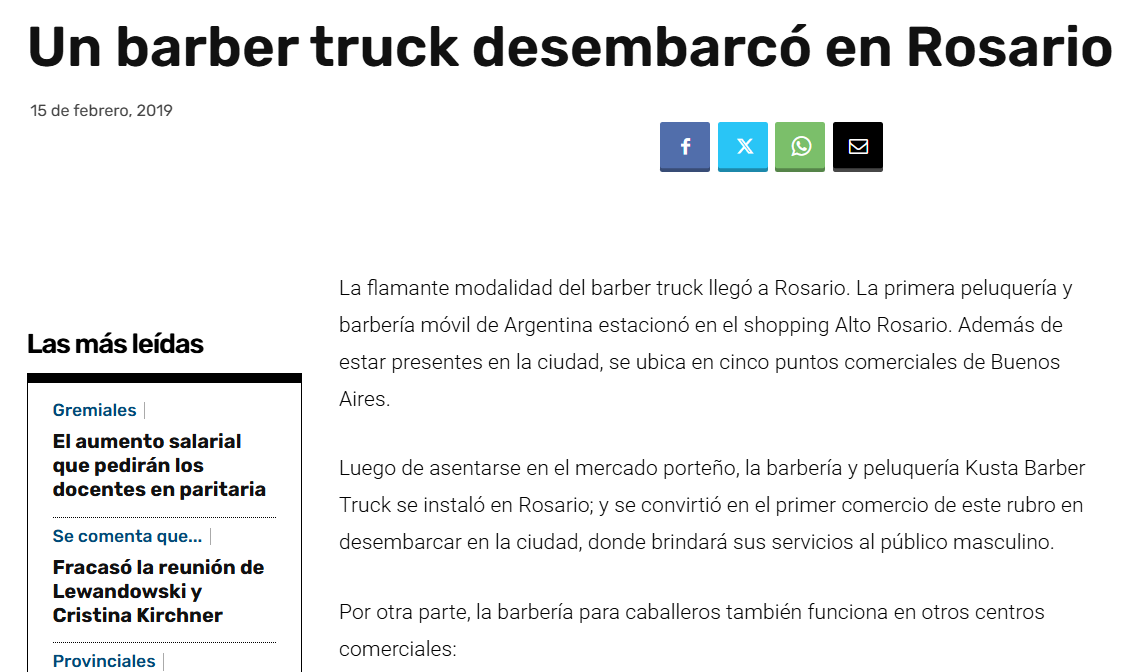 Un barber truck desembarcó en Rosario
15 de febrero, 2019
La flamante modalidad del barber truck llegó a Rosario. La primera peluquería y
barbería móvil de Argentina estacionó en el shopping Alto Rosario. Además de
estar presentes en la ciudad, se ubica en cinco puntos comerciales de Buenos
Aires.
Luego de asentarse en el mercado porteño, la barbería y peluquería Kusta Barber
Truck se instaló en Rosario; y se convirtió en el primer comercio de este rubro en
desembarcar en la ciudad, donde brindará sus servicios al público masculino.
Por otra parte, la barbería para caballeros también funciona en otros centros
comerciales:
Las más leídas
Gremiales
El aumento salarial
que pedirán los
docentes en paritaria
Se comenta que...
Fracasó la reunión de
Lewandowski y
Cristina Kirchner
Provinciales